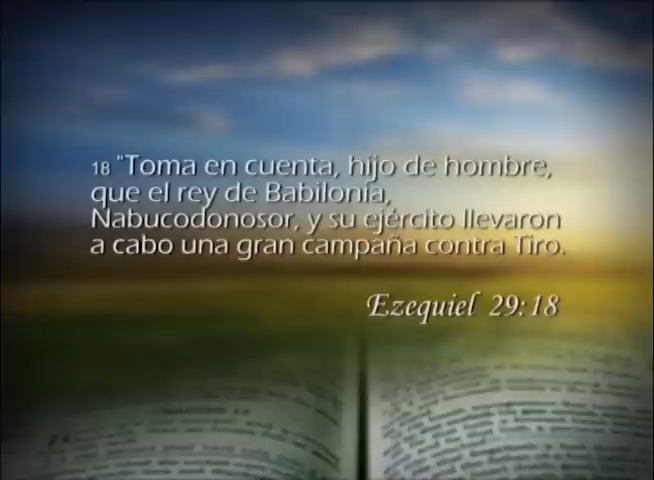 18 "Toma en cuenta, hijo de hombre,
que el rey de Babilonia,
Nabucodonosor, y su ejército llevaron
a cabo una gran campaña contra Tiro.
Ezequiel 29:18